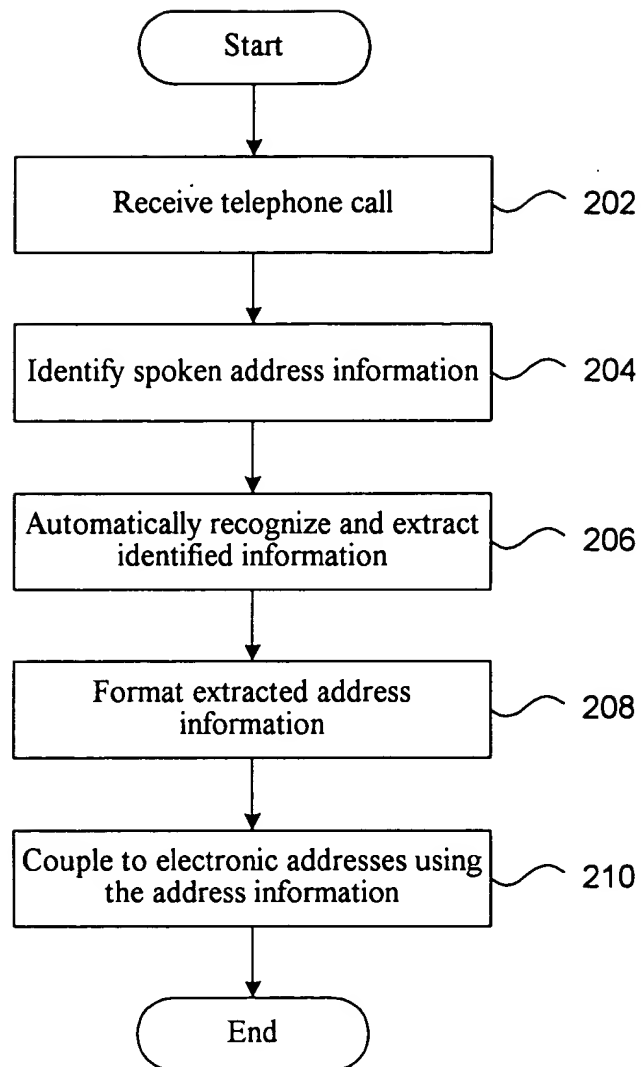 Start
Receive telephone call
202
Identify spoken address information
204
Automatically recognize and extract
identified information
206
Format extracted address
information
208
Couple to electronic addresses using
the address information
210
End